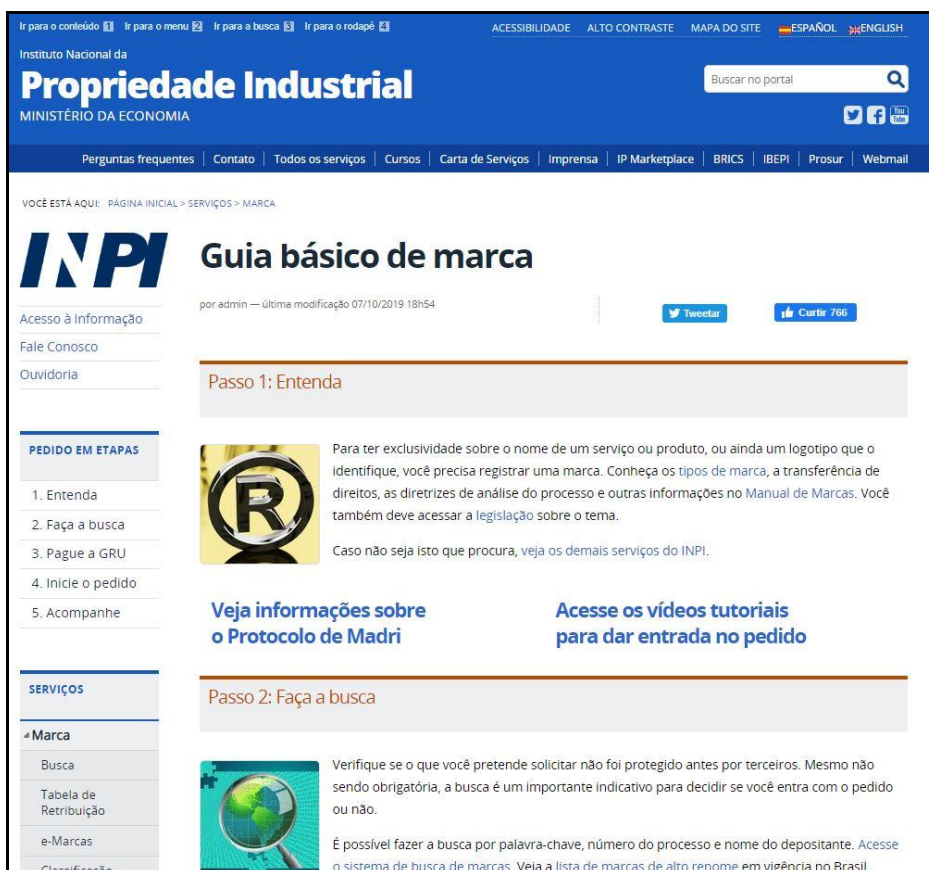 Ir para o conteúdo 1 Ir para o menu 2 Ir para a busca 3 Ir para o rodapé 4
ACESSIBILIDADE ALTO CONTRASTE MAPA DO SITE ESPAÑOL ENGLISH
Instituto Nacional da
Propriedade Industrial
MINISTÉRIO DA ECONOMIA
Buscar no portal
You Tube
Perguntas frequentes | Contato | Todos os serviços | Cursos | Carta de Serviços | Imprensa | IP Marketplace | BRICS | IBEPI | Prosur | Webmail
VOCÊ ESTÁ AQUI: PÁGINA INICIAL > SERVIÇOS > MARCA
INPI
Acesso à Informação
Fale Conosco
Ouvidoria
PEDIDO EM ETAPAS
1. Entenda
2. Faça a busca
3. Pague a GRU
4. Inicie o pedido
5. Acompanhe
SERVIÇOS
Marca
Busca
Tabela de
Retribuição
e-Marcas
Classificação
Guia básico de marca
por admin — última modificação 07/10/2019 18h54
Tweetar
Curtir 766
Passo 1: Entenda
R
Para ter exclusividade sobre o nome de um serviço ou produto, ou ainda um logotipo que o
identifique, você precisa registrar uma marca. Conheça os tipos de marca, a transferência de
direitos, as diretrizes de análise do processo e outras informações no Manual de Marcas. Você
também deve acessar a legislação sobre o tema.
Caso não seja isto que procura, veja os demais serviços do INPI.
Veja informações sobre
o Protocolo de Madri
Acesse os vídeos tutoriais
para dar entrada no pedido
Passo 2: Faça a busca
Verifique se o que você pretende solicitar não foi protegido antes por terceiros. Mesmo não
sendo obrigatória, a busca é um importante indicativo para decidir se você entra com o pedido
ou não.
É possível fazer a busca por palavra-chave, número do processo e nome do depositante. Acesse
o sistema de busca de marcas. Veja a lista de marcas de alto renome em vigência no Brasil.